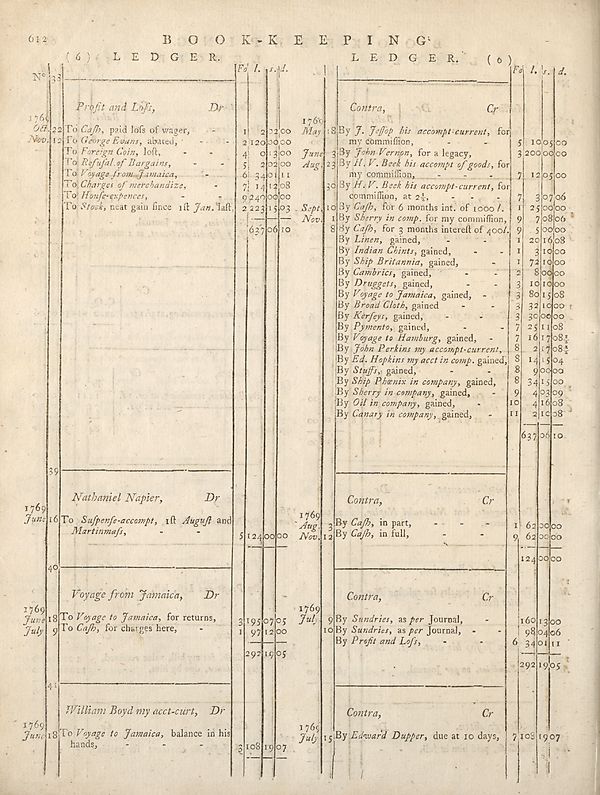 612
BOOK-KEEPING
( 6 ) LEDGER.
Fo l. s. d.
No 38
Profit and Loſs, Dr
1769
Oct. 22 To Caſh, paid loſs of wager, - 1 2 02 00
Nov. 12 To George Evans, abated, - - 2 120 00 00
To Foreign Coin, loſt, - - 4 0 13 00
To Refuſal of Bargains, - - 5 2 02 00
To Voyage from Jamaica, - 6 34 01 11
To Charges of merchandize, - 7 14 12 08
To Houſe-expences, - - 9 240 00 00
To Stock, neat gain ſince 1ſt Jan. laſt, 2 223 15 03
637 06 10
39
Nathaniel Napier, Dr
1769
June 16 To Suſpenſe-accompt, 1ſt Auguſt and
Martinmaſs, - - 5 124 00 00
40
Voyage from Jamaica, Dr
1769
June 18 To Voyage to Jamaica, for returns, 3 195 07 05
July 9 To Caſh, for charges here, - 1 97 12 00
292 19 05
41
William Boyd my acct-curt, Dr
1769
June 18 To Voyage to Jamaica, balance in his
hands, - - - 3 108 19 07
LEDGER. ( 6 )
Fo l. s. d.
Contra, Cr
1769
May 18 By J. Jeſſop his accompt-current, for
my commiſſion, - - 5 10 05 00
June 3 By John Vernon, for a legacy, 3 200 00 00
Aug. 23 By H. V. Beek his accompt of goods, for
my commiſſion, - - 7 12 05 00
30 By H. V. Beek his accompt-current, for
commiſſion, at 2½, - - 7 3 07 06
Sept. 10 By Caſh, for 6 months int. of 1000 l. 1 25 00 00
Nov. 1 By Sherry in comp. for my commiſſion, 9 7 08 06
8 By Caſh, for 3 months intereſt of 400l. 9 5 00 00
By Linen, gained, - - 1 20 16 08
By Indian Chints, gained, - - 1 3 10 00
By Ship Britannia, gained, - 1 72 10 00
By Cambrics, gained, - - 2 8 00 00
By Druggets, gained, - - 3 10 10 00
By Voyage to Jamaica, gained, - 3 80 15 08
By Broad Cloth, gained - - 3 32 10 00
By Kerſeys, gained, - - 3 30 00 00
By Pymento, gained, - - 7 25 11 08
By Voyage to Hamburg, gained, - 7 16 17 08½
By John Perkins my accompt-current, 8 2 17 08½
By Ed. Hopkins my acct in comp. gained, 8 14 15 04
By Stuffs, gained, - - 8 9 00 00
By Ship Phœnix in company, gained, 8 34 15 00
By Sherry in company, gained, - 9 4 03 09
By Oil in company, gained, - 10 4 16 08
By Canary in company, gained, - 11 2 10 08
637 06 10
Contra, Cr
1769
Aug. 3 By Caſh, in part, - - - 1 62 00 00
Nov. 12 By Caſh, in full, - - 9 62 00 00
124 00 00
Contra, Cr
1769
July 9 By Sundries, as per Journal, - 160 13 00
10 By Sundries, as per Journal, - - 98 04 06
By Profit and Loſs, - - 6 34 01 11
292 19 05
Contra, Cr
1769
July 15 By Edward Dupper, due at 10 days, 7 108 19 07